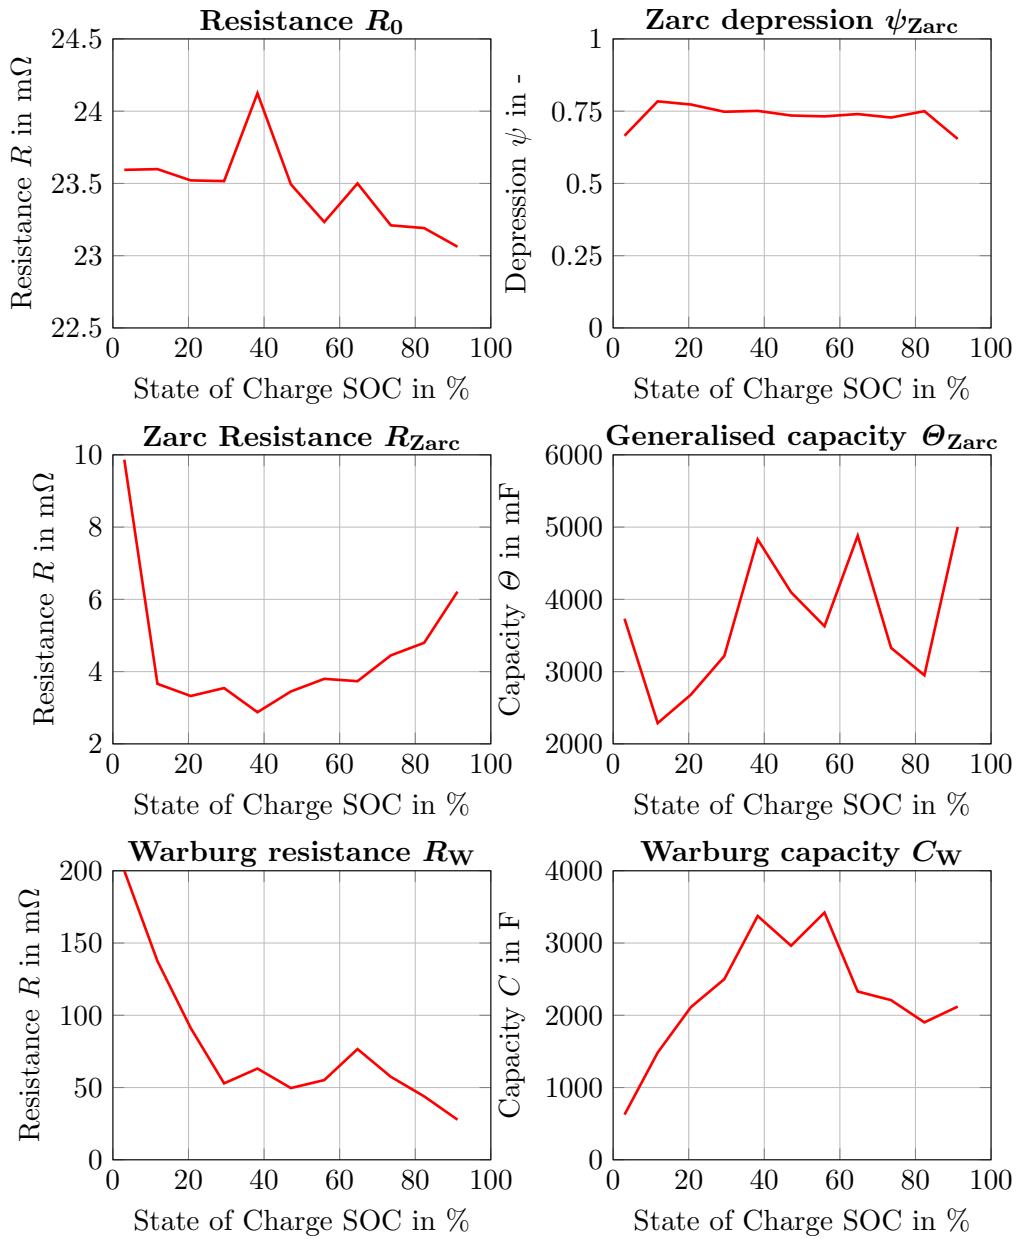 Resistance R0
24.5
24
23.5
23
22.5
0 20 40 60 80 100
Resistance R in mΩ
State of Charge SOC in %
Zarc depression ψZarc
1
0.75
0.5
0.25
0
0 20 40 60 80 100
Depression ψ in -
State of Charge SOC in %
Zarc Resistance RZarc
10
8
6
4
2
0 20 40 60 80 100
Resistance R in mΩ
State of Charge SOC in %
Generalised capacity ΘZarc
6000
5000
4000
3000
2000
0 20 40 60 80 100
Capacity Θ in mF
State of Charge SOC in %
Warburg resistance RW
200
150
100
50
0
0 20 40 60 80 100
Resistance R in mΩ
State of Charge SOC in %
Warburg capacity CW
4000
3000
2000
1000
0
0 20 40 60 80 100
Capacity C in F
State of Charge SOC in %